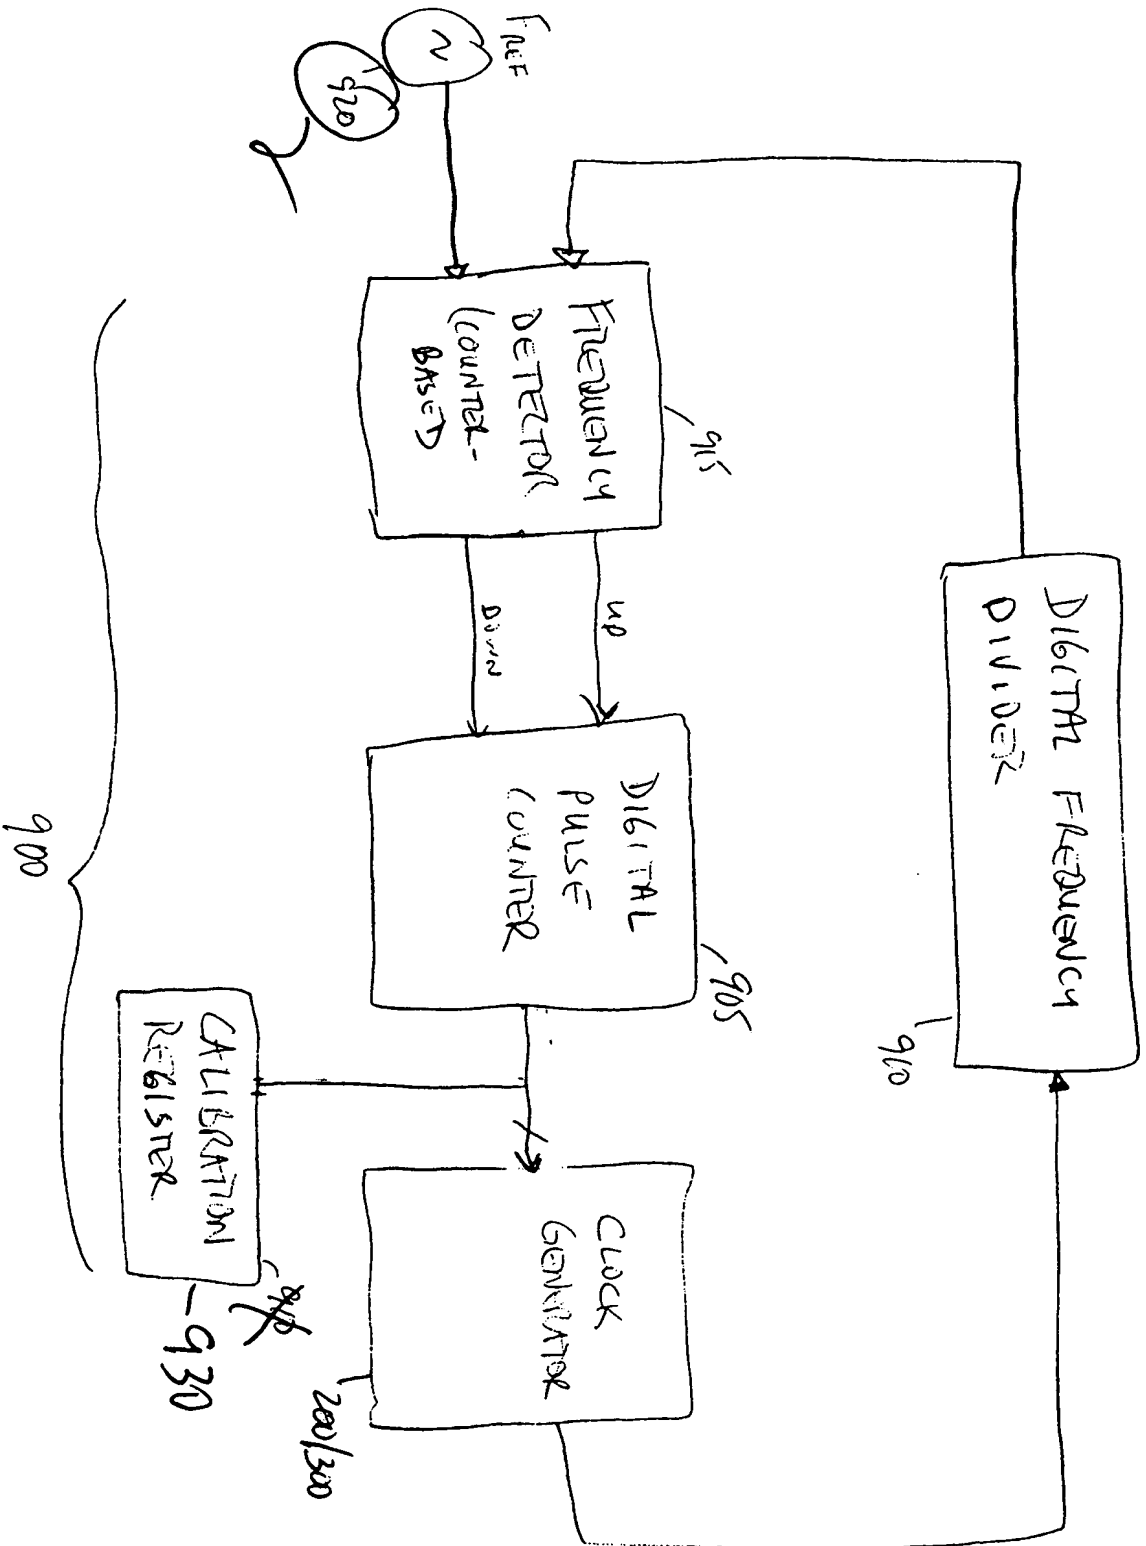 DIGITAL FREQUENCY
DIVIDER
910
FREQUENCY
DETECTOR
(COUNTER-
BASED
915
UP
DOWN
DIGITAL
PULSE
COUNTER
905
CLOCK
GENERATOR
200/300
FREF
~
920
CALIBRATION
REGISTER
930
900